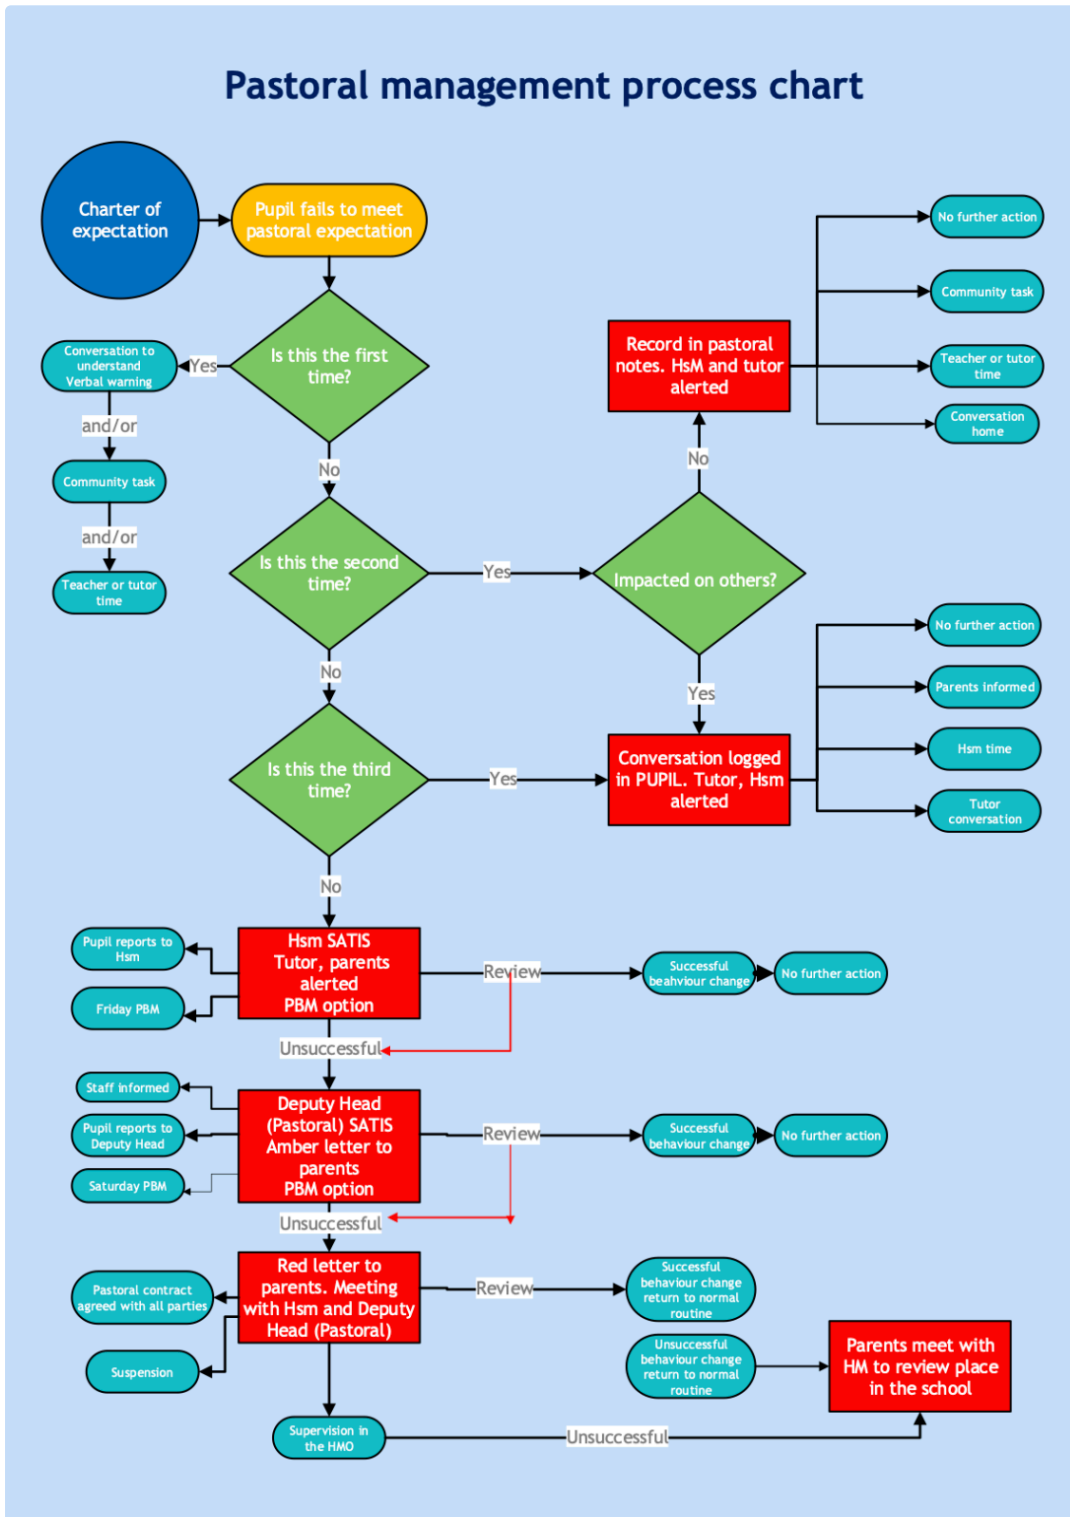 Pastoral management process chart
Charter of
expectation
Pupil fails to meet
pastoral expectation
Is this the first
time?
Yes
Conversation to
understand
Verbal warning
and/or
Community task
and/or
Teacher or tutor
time
No
Is this the second
time?
Yes
Impacted on others?
No
Record in pastoral
notes. HsM and tutor
alerted
No further action
Community task
Teacher or tutor
time
Conversation
home
Yes
No
Is this the third
time?
Yes
Conversation logged
in PUPIL. Tutor, Hsm
alerted
No further action
Parents informed
Hsm time
Tutor
conversation
No
Hsm SATIS
Tutor, parents
alerted
PBM option
Pupil reports to
Hsm
Friday PBM
Review
Successful
beahviour change
No further action
Unsuccessful
Deputy Head
(Pastoral) SATIS
Amber letter to
parents
PBM option
Staff informed
Pupil reports to
Deputy Head
Saturday PBM
Review
Successful
behaviour change
No further action
Unsuccessful
Red letter to
parents. Meeting
with Hsm and Deputy
Head (Pastoral)
Pastoral contract
agreed with all parties
Suspension
Review
Successful
behaviour change
return to normal
routine
Unsuccessful
behaviour change
return to normal
routine
Parents meet with
HM to review place
in the school
Supervision in
the HMO
Unsuccessful